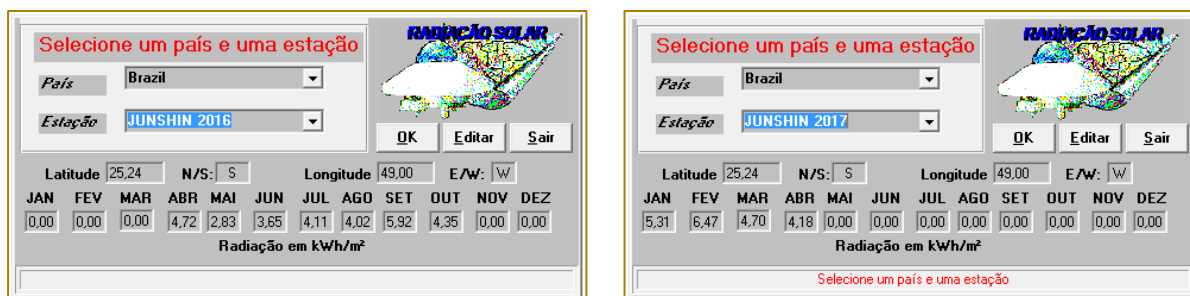 RADIAÇÃO SOLAR
Selecione um país e uma estação
País Brazil
Estação JUNSHIN 2016
OK Editar Sair
Latitude 25,24 N/S: S Longitude 49,00 E/W: W
JAN FEV MAR ABR MAI JUN JUL AGO SET OUT NOV DEZ
0,00 0,00 0,00 4,72 2,83 3,65 4,11 4,02 5,92 4,35 0,00 0,00
Radiação em kWh/m²
RADIAÇÃO SOLAR
Selecione um país e uma estação
País Brazil
Estação JUNSHIN 2017
OK Editar Sair
Latitude 25,24 N/S: S Longitude 49,00 E/W: W
JAN FEV MAR ABR MAI JUN JUL AGO SET OUT NOV DEZ
5,31 6,47 4,70 4,18 0,00 0,00 0,00 0,00 0,00 0,00 0,00 0,00
Radiação em kWh/m²
Selecione um país e uma estação